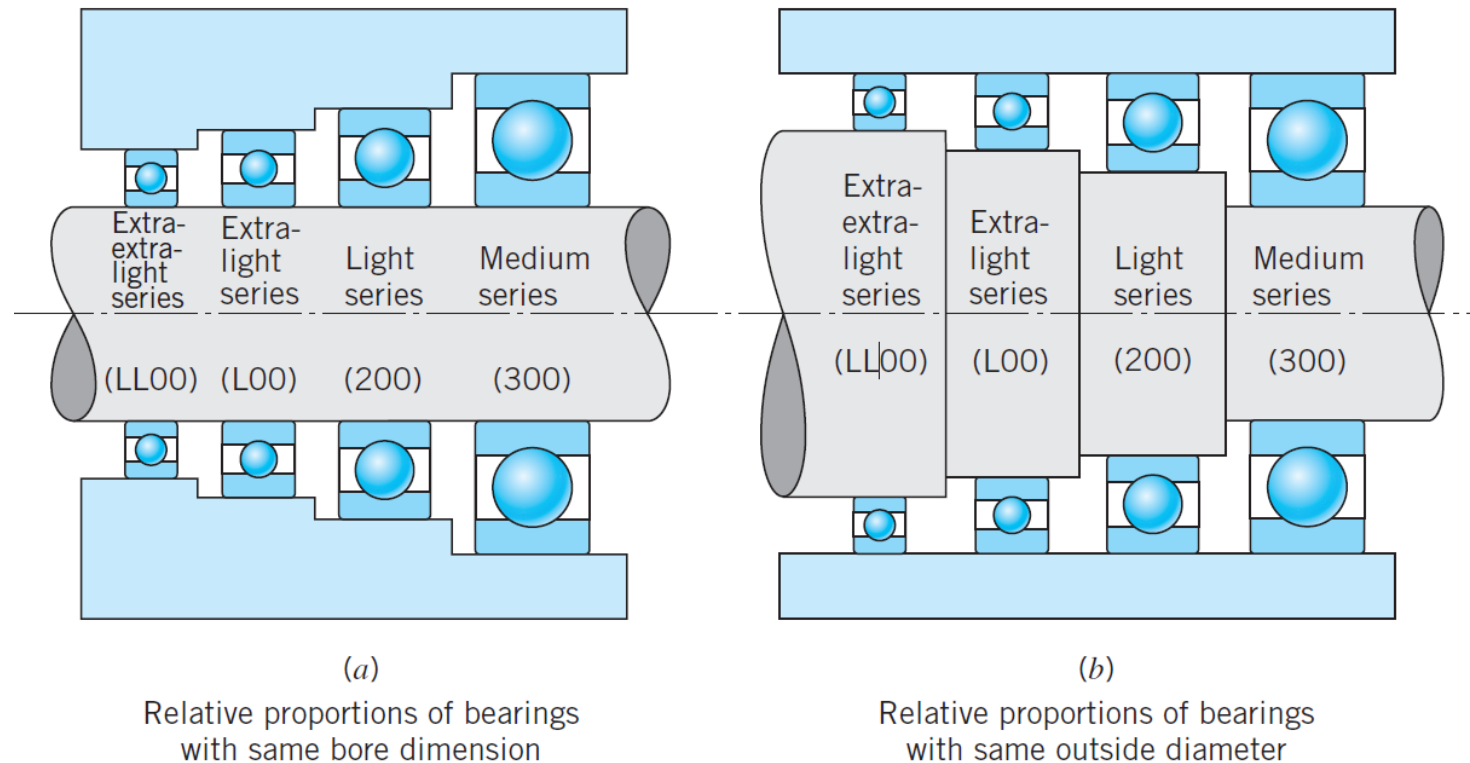 Extra-
extra-
light
series
Extra-
light
series
Light
series
Medium
series
(LL00) (L00) (200) (300)
Extra-
extra-
light
series
Extra-
light
series
Light
series
Medium
series
(LL00) (L00) (200) (300)
(a)
Relative proportions of bearings
with same bore dimension
(b)
Relative proportions of bearings
with same outside diameter